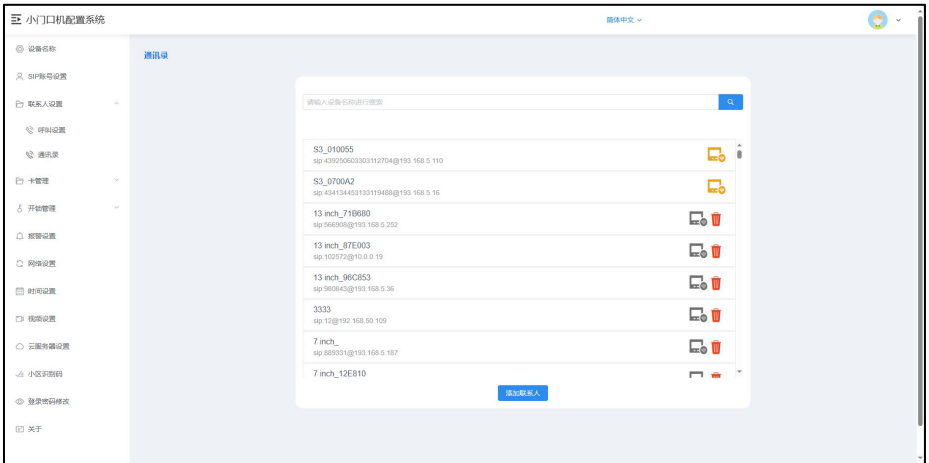 小门口机配置系统
简体中文
设备名称
SIP账号设置
联系人设置
呼叫设置
通讯录
卡管理
开锁管理
报警设置
网络设置
时间设置
视频设置
云服务器设置
小区识别码
登录密码修改
关于
通讯录
请输入设备名称进行搜索
S3_010055
sip:439250603303112704@193.168.5.110
S3_0700A2
sip:434134453133119488@193.168.5.16
13 inch_71B680
sip:566908@193.168.5.252
13 inch_87E003
sip:102572@10.0.0.19
13 inch_96C853
sip:980843@193.168.5.36
3333
sip:12@192.168.50.109
7 inch_
sip:889331@193.168.5.187
7 inch_12E810
添加联系人